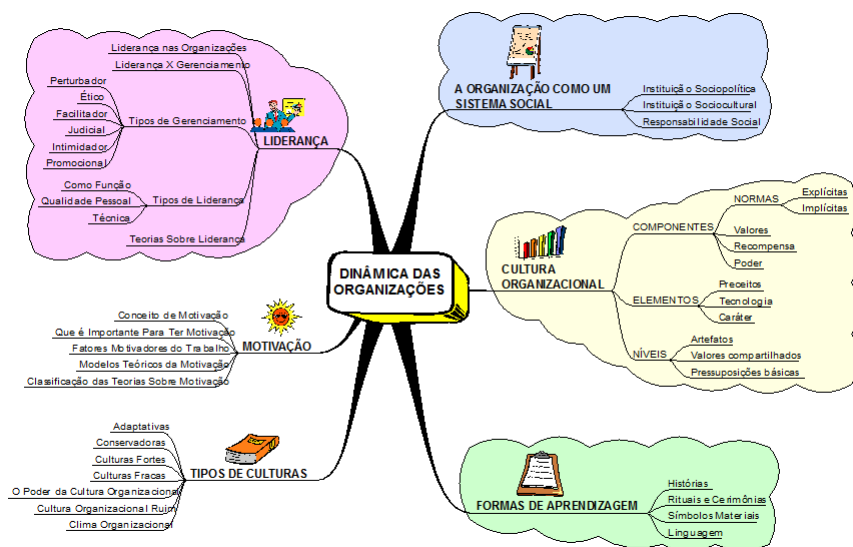 DINÂMICA DAS
ORGANIZAÇÕES
LIDERANÇA
Liderança nas Organizações
Liderança X Gerenciamento
Tipos de Gerenciamento
Perturbador
Ético
Facilitador
Judicial
Intimidador
Promocional
Tipos de Liderança
Como Função
Qualidade Pessoal
Técnica
Teorias Sobre Liderança
MOTIVAÇÃO
Conceito de Motivação
Que é Importante Para Ter Motivação
Fatores Motivadores do Trabalho
Modelos Teóricos da Motivação
Classificação das Teorias Sobre Motivação
TIPOS DE CULTURAS
Adaptativas
Conservadoras
Culturas Fortes
Culturas Fracas
O Poder da Cultura Organizacional
Cultura Organizacional Ruim
Clima Organizacional
A ORGANIZAÇÃO COMO UM
SISTEMA SOCIAL
Instituiçã o Sociopolítica
Instituiçã o Sociocultural
Responsabilidade Social
CULTURA
ORGANIZACIONAL
COMPONENTES
NORMAS
Explícitas
Implícitas
Valores
Recompensa
Poder
ELEMENTOS
Preceitos
Tecnologia
Caráter
NÍVEIS
Artefatos
Valores compartilhados
Pressuposições básicas
FORMAS DE APRENDIZAGEM
Histórias
Rituais e Cerimônias
Símbolos Materiais
Linguagem